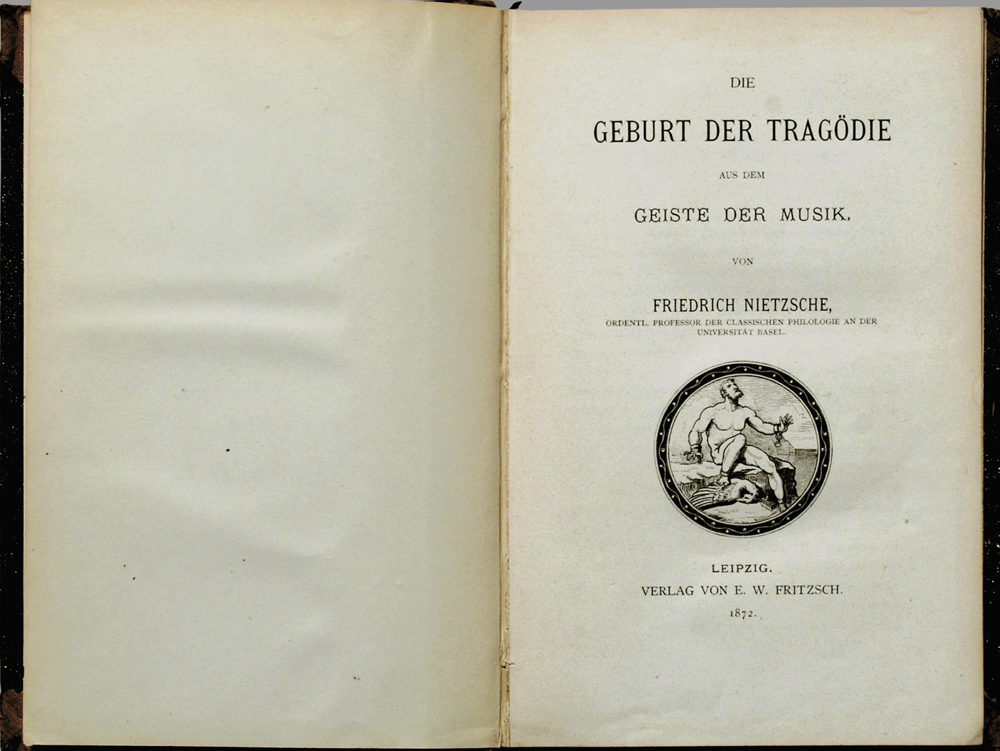 DIE
GEBURT DER TRAGÖDIE
AUS DEM
GEISTE DER MUSIK.
VON
FRIEDRICH NIETZSCHE,
ORDENTL. PROFESSOR DER CLASSISCHEN PHILOLOGIE AN DER
UNIVERSITÄT BASEL.
LEIPZIG.
VERLAG VON E. W. FRITZSCH.
1872.